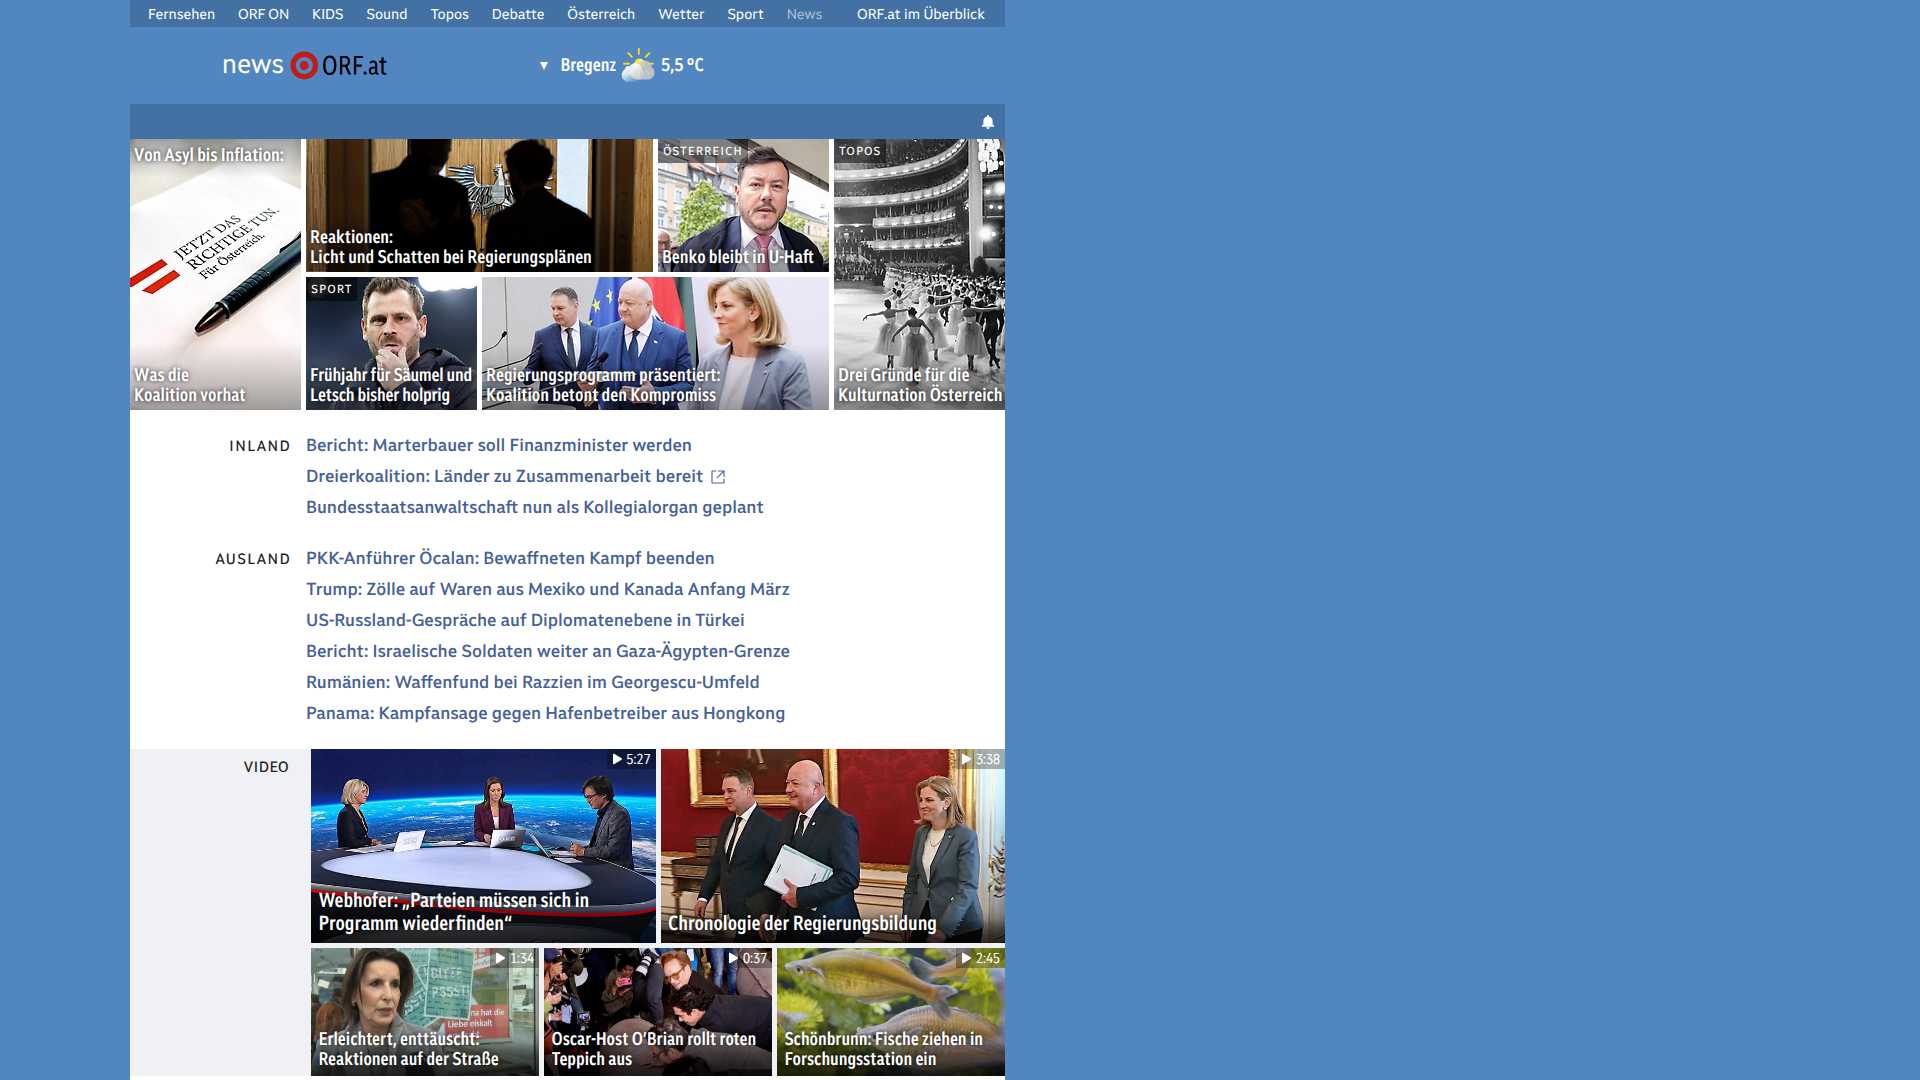 Fernsehen ORF ON KIDS Sound Topos Debatte Österreich Wetter Sport News ORF.at im Überblick
news ORF.at
▼ Bregenz 5,5 °C
Von Asyl bis Inflation:
JETZT DAS
RICHTIGE TUN.
Für Österreich.
Was die
Koalition vorhat
Reaktionen:
Licht und Schatten bei Regierungsplänen
ÖSTERREICH
Benko bleibt in U-Haft
TOPOS
Drei Gründe für die
Kulturnation Österreich
SPORT
Frühjahr für Säumel und
Letsch bisher holprig
Regierungsprogramm präsentiert:
Koalition betont den Kompromiss
INLAND
Bericht: Marterbauer soll Finanzminister werden
Dreierkoalition: Länder zu Zusammenarbeit bereit
Bundesstaatsanwaltschaft nun als Kollegialorgan geplant
AUSLAND
PKK-Anführer Öcalan: Bewaffneten Kampf beenden
Trump: Zölle auf Waren aus Mexiko und Kanada Anfang März
US-Russland-Gespräche auf Diplomatenebene in Türkei
Bericht: Israelische Soldaten weiter an Gaza-Ägypten-Grenze
Rumänien: Waffenfund bei Razzien im Georgescu-Umfeld
Panama: Kampfansage gegen Hafenbetreiber aus Hongkong
VIDEO
5:27
Webhofer: „Parteien müssen sich in
Programm wiederfinden“
3:38
Chronologie der Regierungsbildung
1:34
na hat die
Liebe eiskalt
Erleichtert, enttäuscht:
Reaktionen auf der Straße
0:37
Oscar-Host O’Brian rollt roten
Teppich aus
2:45
Schönbrunn: Fische ziehen in
Forschungsstation ein